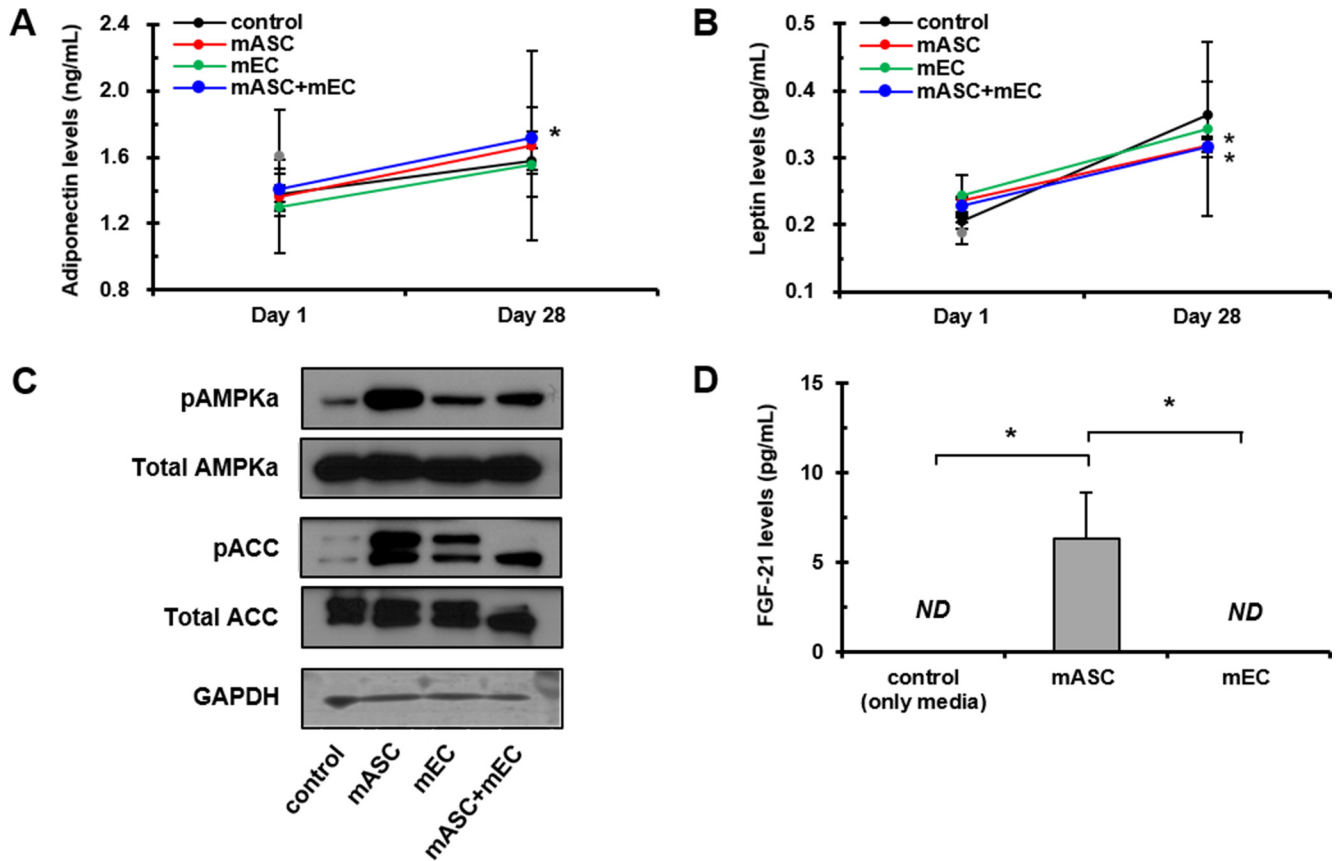 A
Adiponectin levels (ng/mL)
2.4
2.0
1.6
1.2
0.8
control
mASC
mEC
mASC+mEC
*
Day 1
Day 28
B
Leptin levels (pg/mL)
0.5
0.4
0.3
0.2
0.1
control
mASC
mEC
mASC+mEC
*
*
Day 1
Day 28
C
pAMPKa
Total AMPKa
pACC
Total ACC
GAPDH
control
mASC
mEC
mASC+mEC
D
FGF-21 levels (pg/mL)
15
10
5
0
*
*
ND
ND
control
(only media)
mASC
mEC